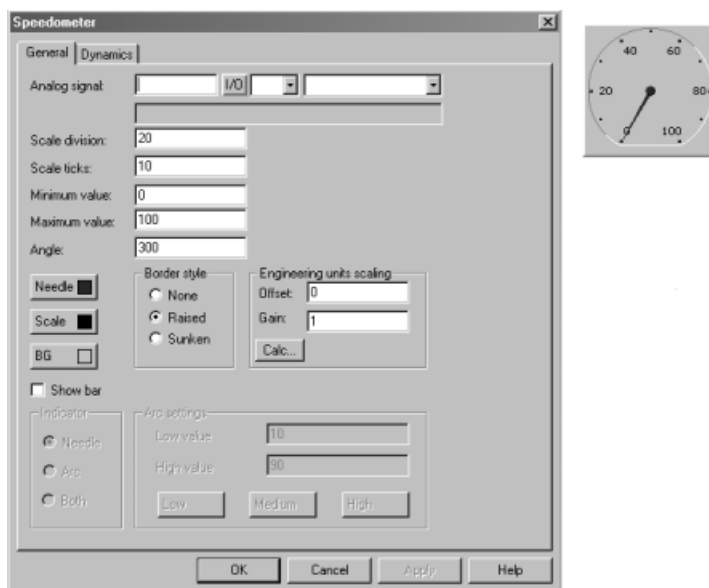 Speedometer
General Dynamics
Analog signal: I/O
Scale division: 20
Scale ticks: 10
Minimum value: 0
Maximum value: 100
Angle: 300
Needle
Scale
BG
Border style
None
Raised
Sunken
Engineering units scaling
Offset: 0
Gain: 1
Calc...
Show bar
Indicator
Needle
Arc
Both
Arc settings
Low value 10
High value 90
Low Medium High
OK Cancel Apply Help
40 60
20 80
0 100